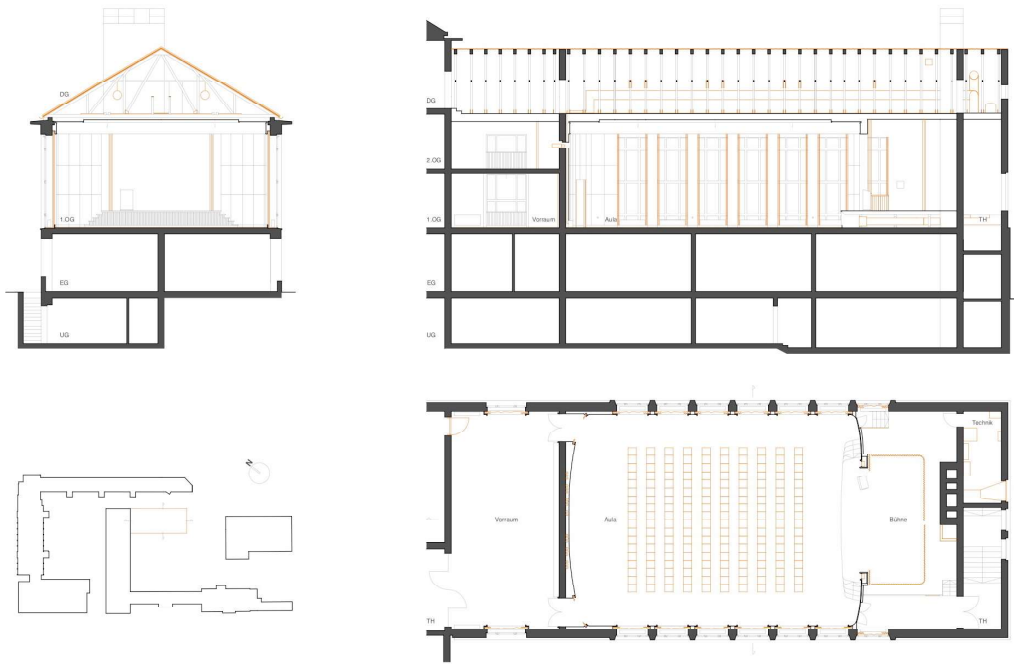 DG
1.OG
EG
UG
DG
2.OG
1.OG
Vorraum
Aula
TH
EG
UG
N
Vorraum
Aula
Bühne
Technik
TH
TH